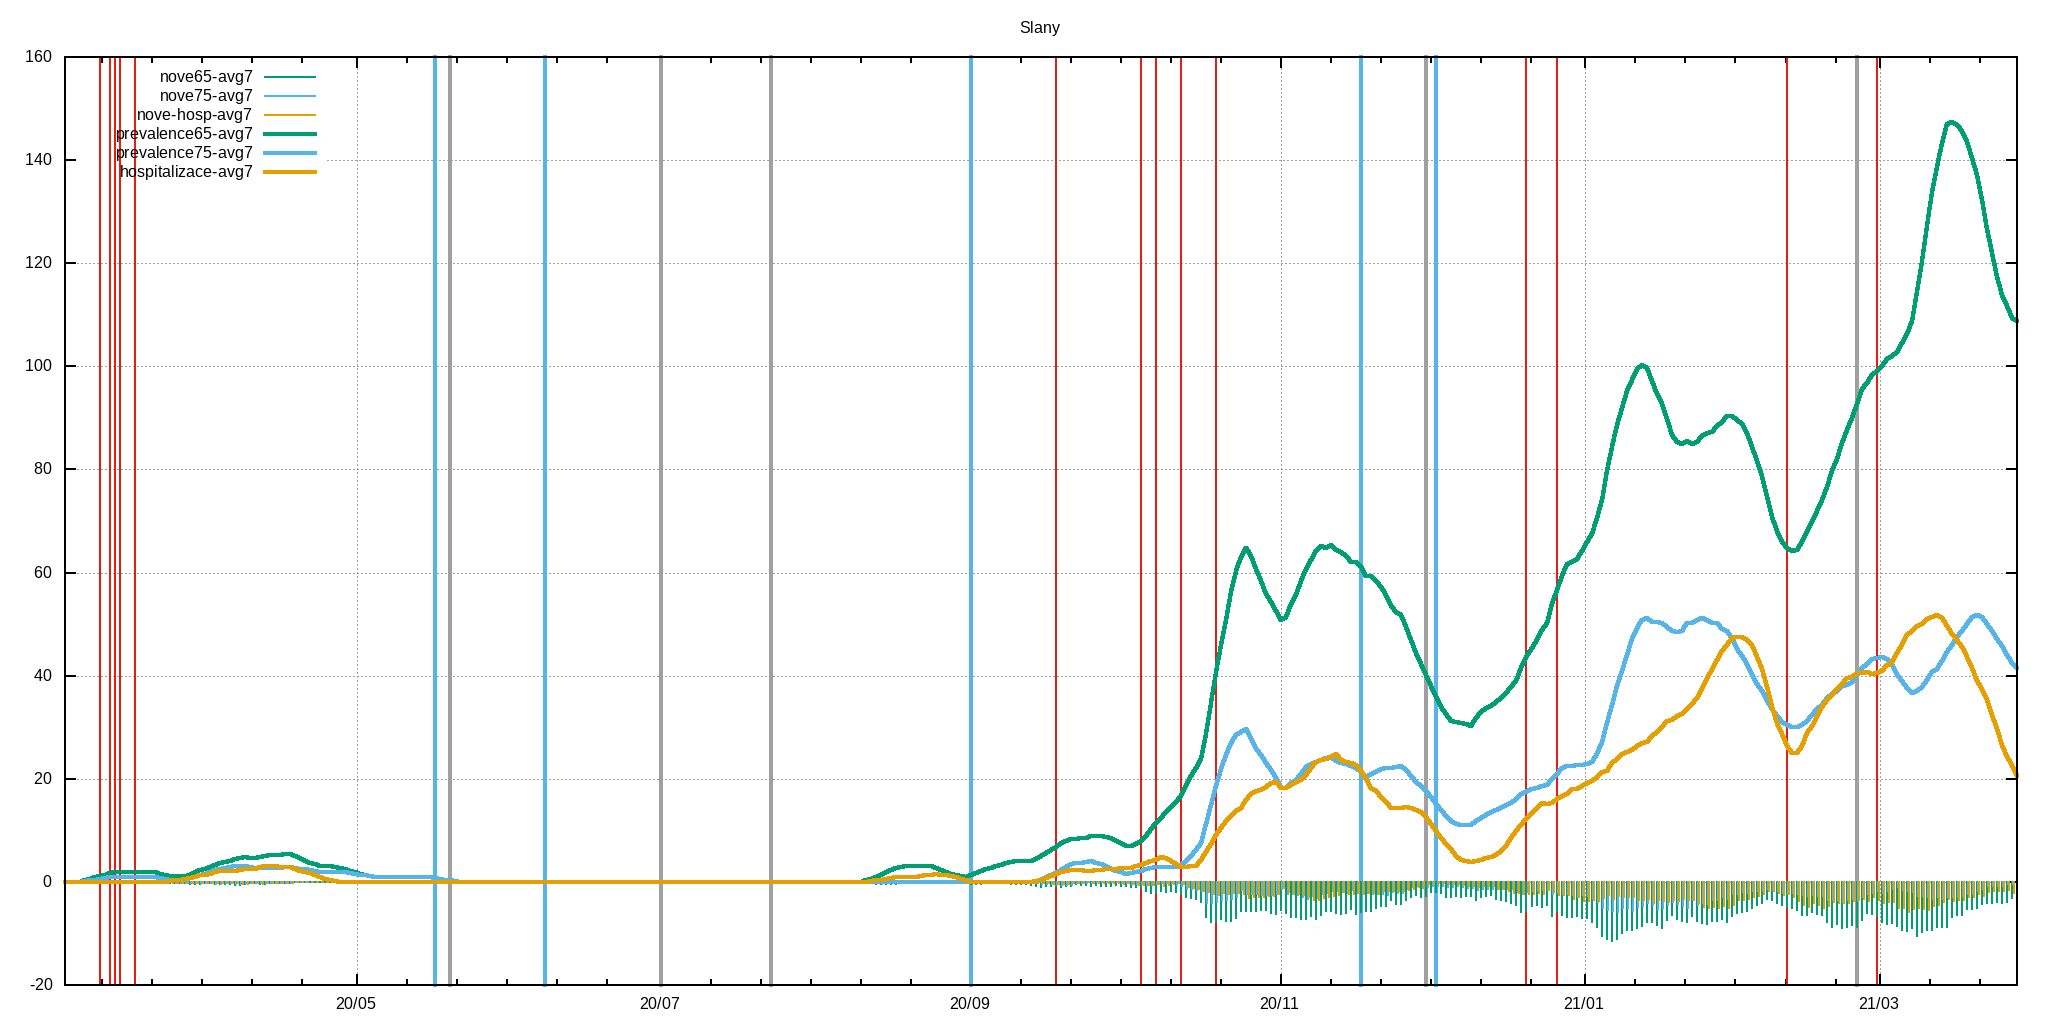 Slany
160
140
120
100
80
60
40
20
0
-20
nove65-avg7
nove75-avg7
nove-hosp-avg7
prevalence65-avg7
prevalence75-avg7
hospitalizace-avg7
20/05
20/07
20/09
20/11
21/01
21/03